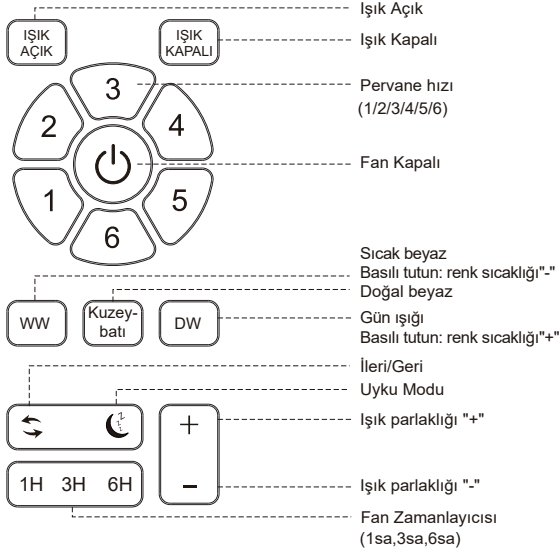 Işık Açık
IŞIK
AÇIK
IŞIK
KAPALI
Işık Kapalı
3
Pervane hızı
(1/2/3/4/5/6)
2
4
Fan Kapalı
1
5
6
Sıcak beyaz
Basılı tutun: renk sıcaklığı"-"
Doğal beyaz
WW
Kuzey-
batı
DW
Gün ışığı
Basılı tutun: renk sıcaklığı"+"
İleri/Geri
Uyku Modu
z z z z
+
Işık parlaklığı "+"
1H 3H 6H
–
Işık parlaklığı "-"
Fan Zamanlayıcısı
(1sa,3sa,6sa)